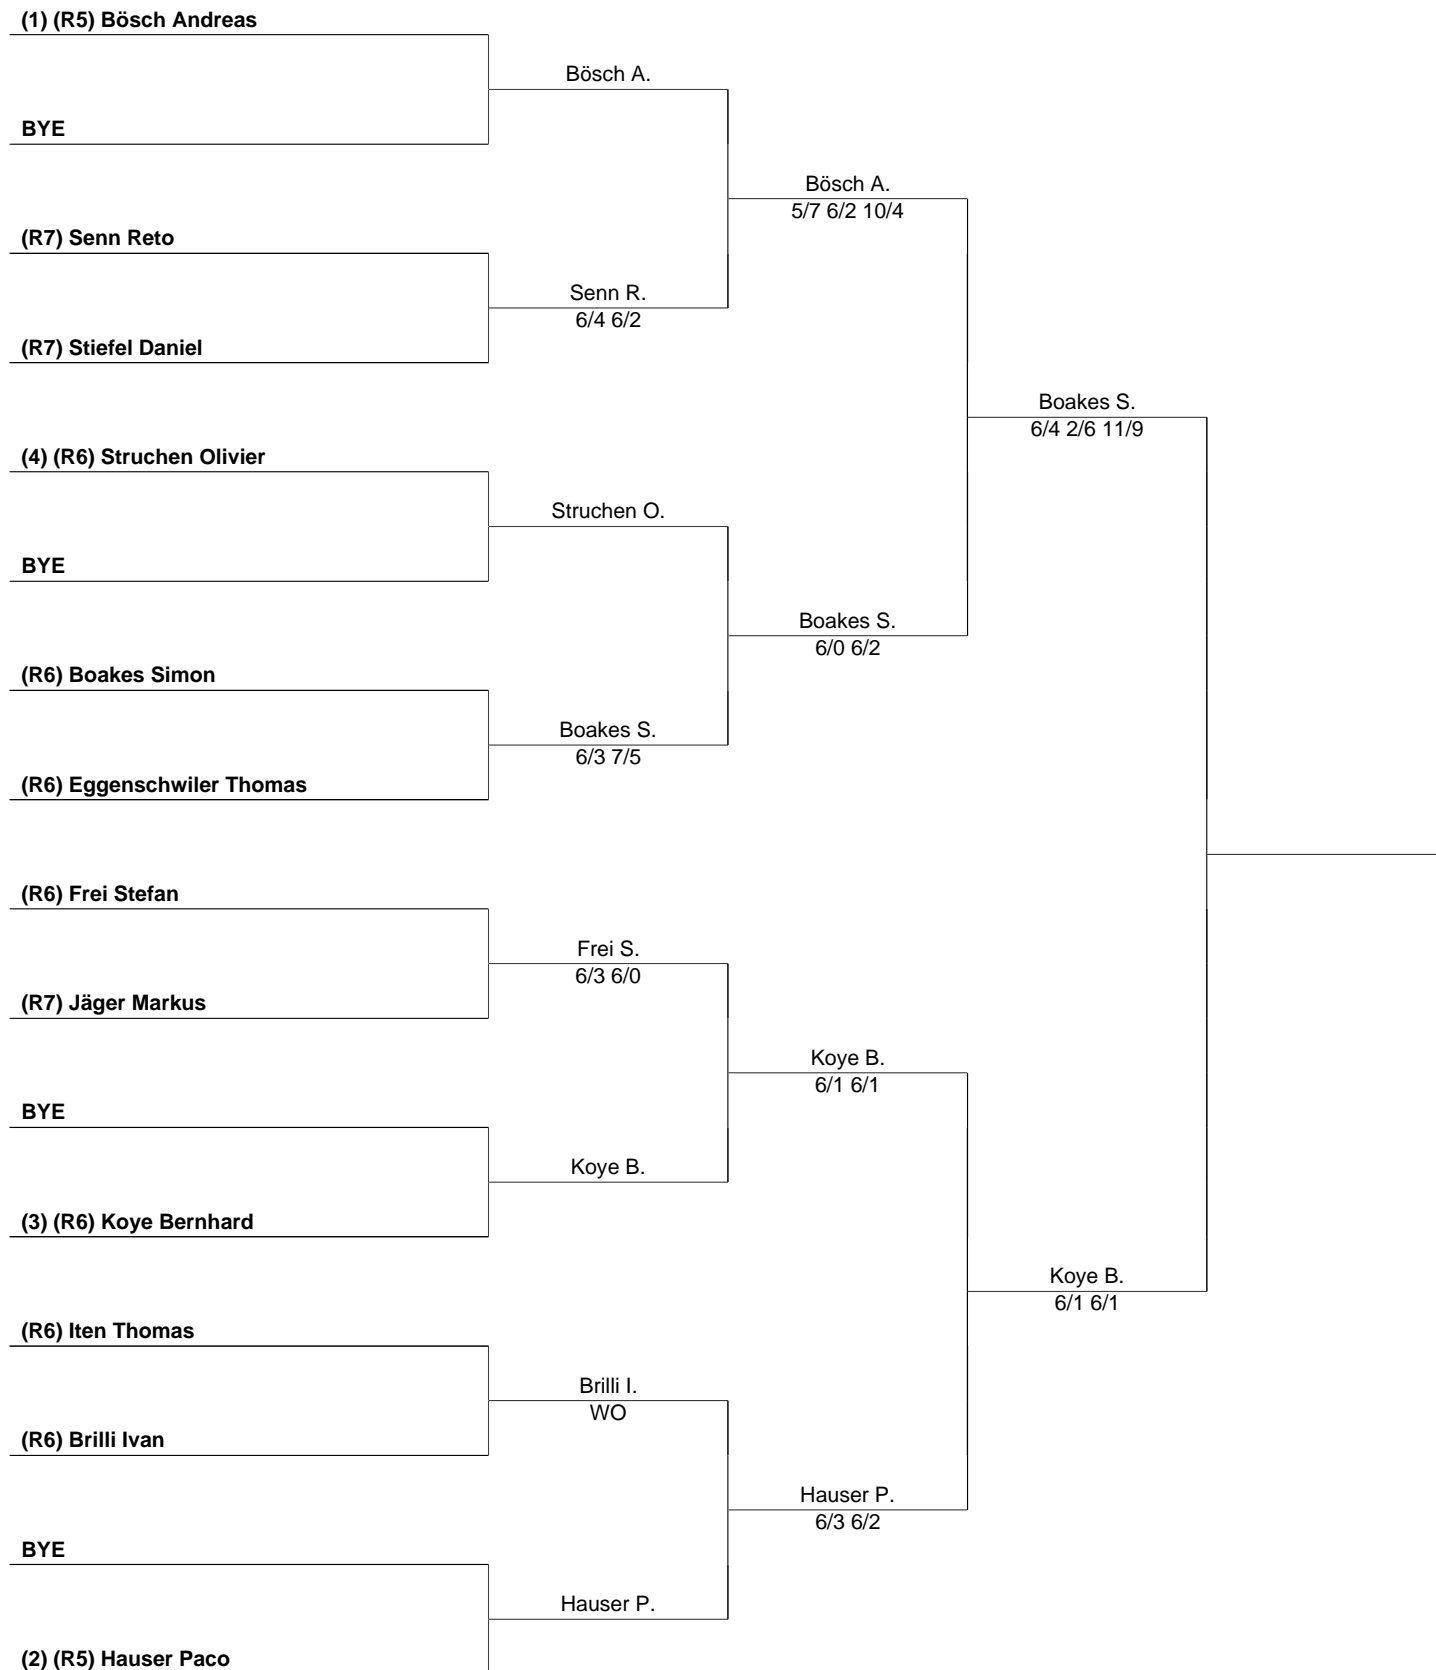 (1) (R5) Bösch Andreas
Bösch A.
BYE
Bösch A.
5/7 6/2 10/4
(R7) Senn Reto
Senn R.
6/4 6/2
(R7) Stiefel Daniel
Boakes S.
6/4 2/6 11/9
(4) (R6) Struchen Olivier
Struchen O.
BYE
Boakes S.
6/0 6/2
(R6) Boakes Simon
Boakes S.
6/3 7/5
(R6) Eggenschwiler Thomas
(R6) Frei Stefan
Frei S.
6/3 6/0
(R7) Jäger Markus
Koye B.
6/1 6/1
BYE
Koye B.
(3) (R6) Koye Bernhard
Koye B.
6/1 6/1
(R6) Iten Thomas
Brilli I.
WO
(R6) Brilli Ivan
Hauser P.
6/3 6/2
BYE
Hauser P.
(2) (R5) Hauser Paco